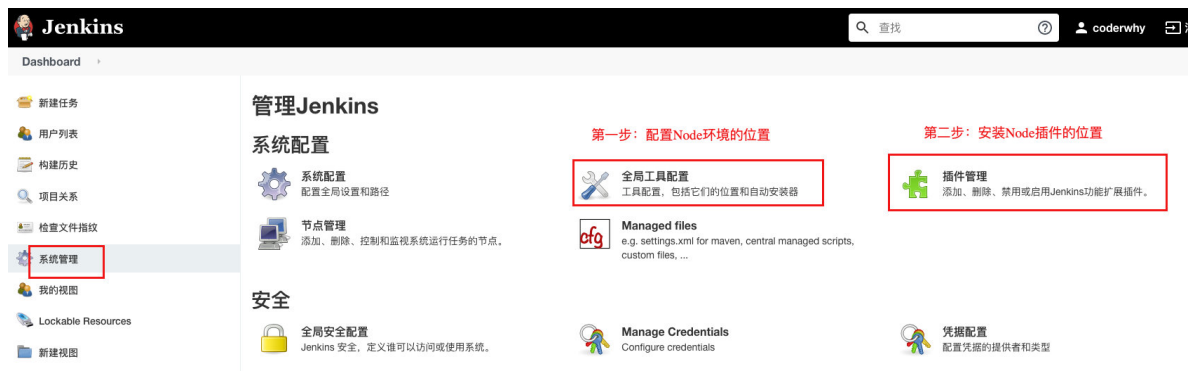 Jenkins
查找
coderwhy
Dashboard
新建任务
用户列表
构建历史
项目关系
检查文件指纹
系统管理
我的视图
Lockable Resources
新建视图
管理Jenkins
系统配置
第一步：配置Node环境的位置
第二步：安装Node插件的位置
系统配置
配置全局设置和路径
全局工具配置
工具配置，包括它们的位置和自动安装器
插件管理
添加、删除、禁用或启用Jenkins功能扩展插件。
节点管理
添加、删除、控制和监视系统运行任务的节点。
cfg
Managed files
e.g. settings.xml for maven, central managed scripts,
custom files, ...
安全
全局安全配置
Jenkins 安全，定义谁可以访问或使用系统。
Manage Credentials
Configure credentials
凭据配置
配置凭据的提供者和类型